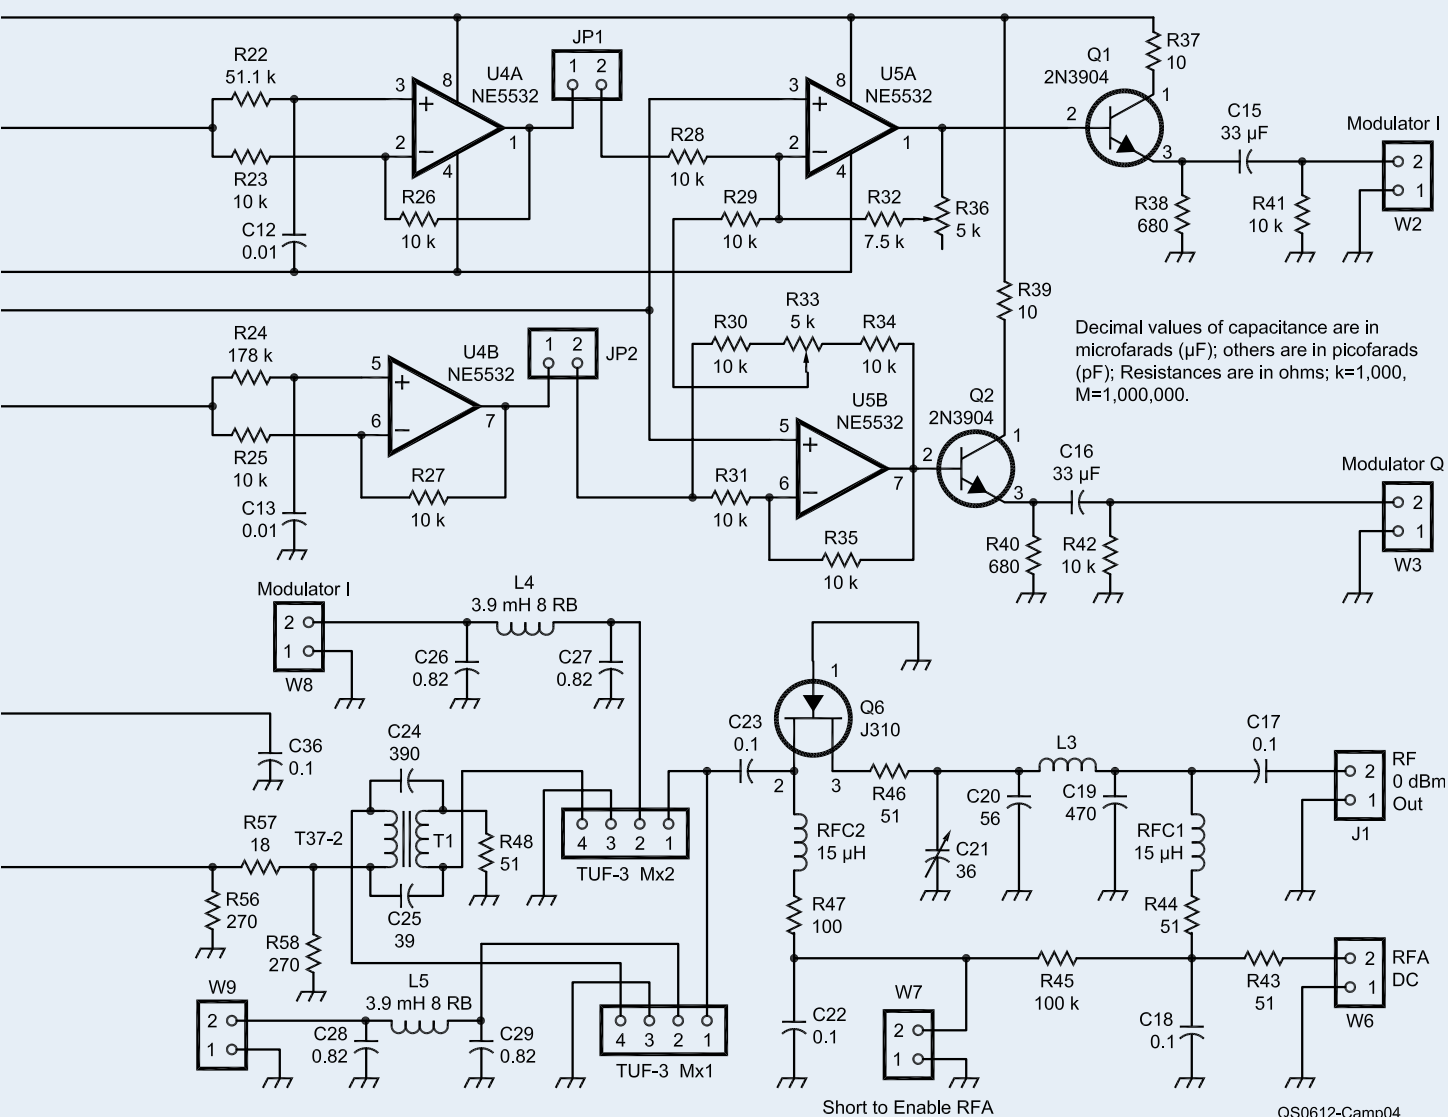 JP1
1 2
R22
51.1 k
3
8
U4A
NE5532
+
2
−
1
4
R23
10 k
R26
10 k
C12
0.01
R28
10 k
3
8
U5A
NE5532
+
2
−
1
4
R29
10 k
R32
7.5 k
R36
5 k
Q1
2N3904
R37
10
1
2
3
C15
33 µF
Modulator I
2
1
W2
R38
680
R41
10 k
R39
10
Decimal values of capacitance are in
microfarads (µF); others are in picofarads
(pF); Resistances are in ohms; k=1,000,
M=1,000,000.
R24
178 k
5
U4B
NE5532
+
6
−
7
1 2
JP2
R25
10 k
R27
10 k
C13
0.01
R30
10 k
R33
5 k
R34
10 k
U5B
NE5532
5
+
6
−
7
R31
10 k
R35
10 k
Q2
2N3904
1
2
3
C16
33 µF
Modulator Q
2
1
W3
R40
680
R42
10 k
Modulator I
2
1
W8
L4
3.9 mH 8 RB
C26
0.82
C27
0.82
1
Q6
J310
2
3
C23
0.1
R46
51
L3
C17
0.1
2
1
RF
0 dBm
Out
J1
C20
56
C19
470
C21
36
RFC2
15 µH
RFC1
15 µH
C36
0.1
C24
390
T37-2
T1
R57
18
R48
51
4 3 2 1
TUF-3 Mx2
C25
39
R56
270
R58
270
R47
100
R44
51
R45
100 k
R43
51
2
1
RFA
DC
W6
W9
2
1
L5
3.9 mH 8 RB
C28
0.82
C29
0.82
4 3 2 1
TUF-3 Mx1
C22
0.1
W7
2
1
C18
0.1
Short to Enable RFA
QS0612-Camp04